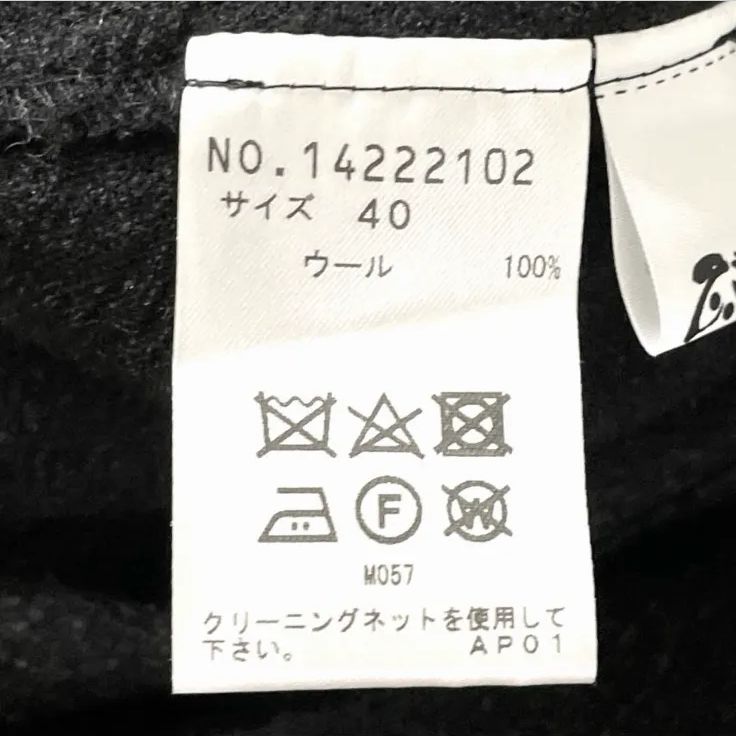 NO.14222102
サイズ 40
ウール 100%
F
W
M057
クリーニングネットを使用して
下さい。 AP01